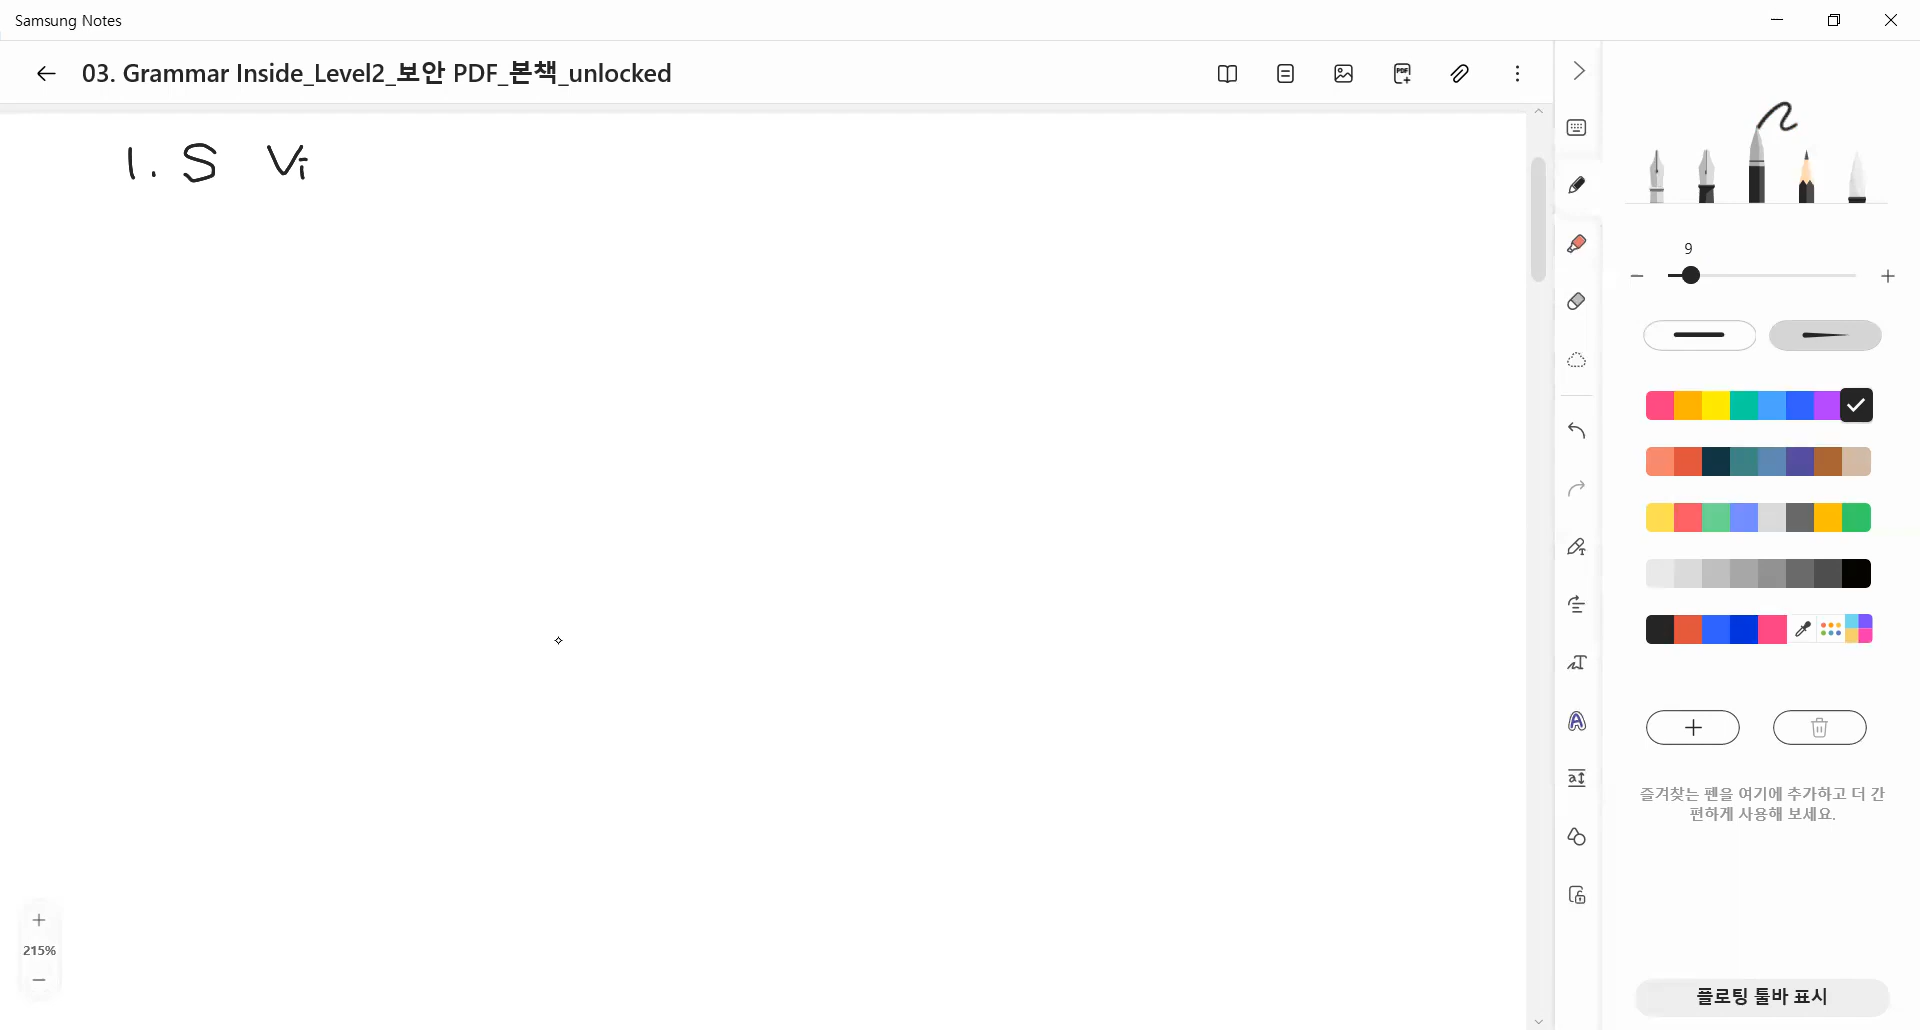 Samsung Notes
03. Grammar Inside_Level2_보안 PDF_본책_unlocked
PDF
1. S Vi
9
215%
즐겨찾는 펜을 여기에 추가하고 더 간
편하게 사용해 보세요.
플로팅 툴바 표시